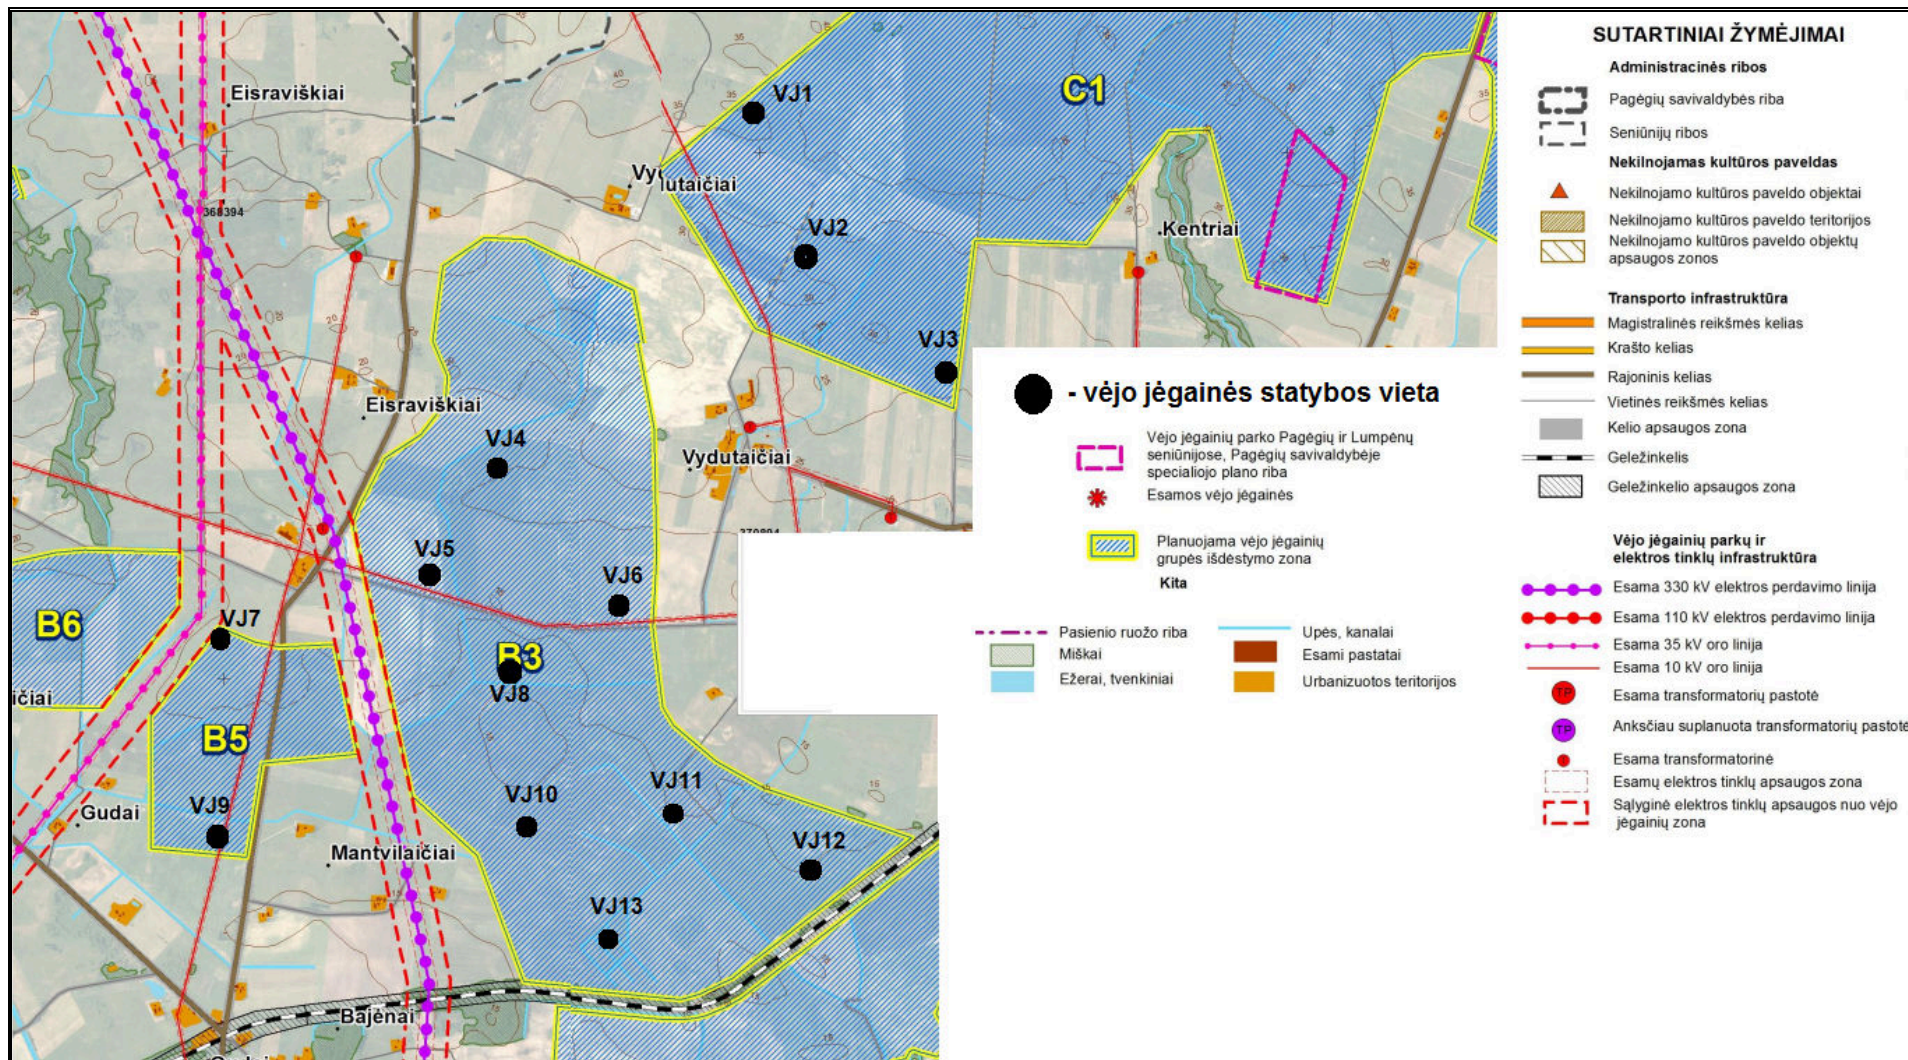 Eisraviškiai
VJ1
C1
Vyd
utaičiai
368394
VJ2
Kentriai
VJ3
Eisraviškiai
VJ4
Vydutaičiai
VJ5
VJ6
B6
VJ7
B3
VJ8
ičiai
B5
VJ9
VJ10
VJ11
VJ12
Gudai
Mantvilaičiai
VJ13
Bajėnai
- vėjo jėgainės statybos vieta
Vėjo jėgainių parko Pagėgių ir Lumpėnų
seniūnijose, Pagėgių savivaldybėje
specialiojo plano riba
Esamos vėjo jėgainės
Planuojama vėjo jėgainių
grupės išdėstymo zona
Kita
Pasienio ruožo riba
Miškai
Ežerai, tvenkiniai
Upės, kanalai
Esami pastatai
Urbanizuotos teritorijos
SUTARTINIAI ŽYMĖJIMAI
Administracinės ribos
Pagėgių savivaldybės riba
Seniūnijų ribos
Nekilnojamas kultūros paveldas
Nekilnojamo kultūros paveldo objektai
Nekilnojamo kultūros paveldo teritorijos
Nekilnojamo kultūros paveldo objektų
apsaugos zonos
Transporto infrastruktūra
Magistralinės reikšmės kelias
Krašto kelias
Rajoninis kelias
Vietinės reikšmės kelias
Kelio apsaugos zona
Geležinkelis
Geležinkelio apsaugos zona
Vėjo jėgainių parkų ir
elektros tinklų infrastruktūra
Esama 330 kV elektros perdavimo linija
Esama 110 kV elektros perdavimo linija
Esama 35 kV oro linija
Esama 10 kV oro linija
TP
Esama transformatorių pastotė
TP
Anksčiau suplanuota transformatorių pastotė
Esama transformatorinė
Esamų elektros tinklų apsaugos zona
Sąlyginė elektros tinklų apsaugos nuo vėjo
jėgainių zona